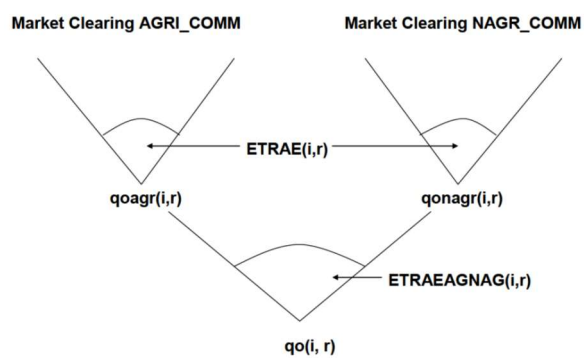 Market Clearing AGRI_COMM
Market Clearing NAGR_COMM
ETRAE(i,r)
qoagr(i,r)
qonagr(i,r)
ETRAEAGNAG(i,r)
qo(i, r)